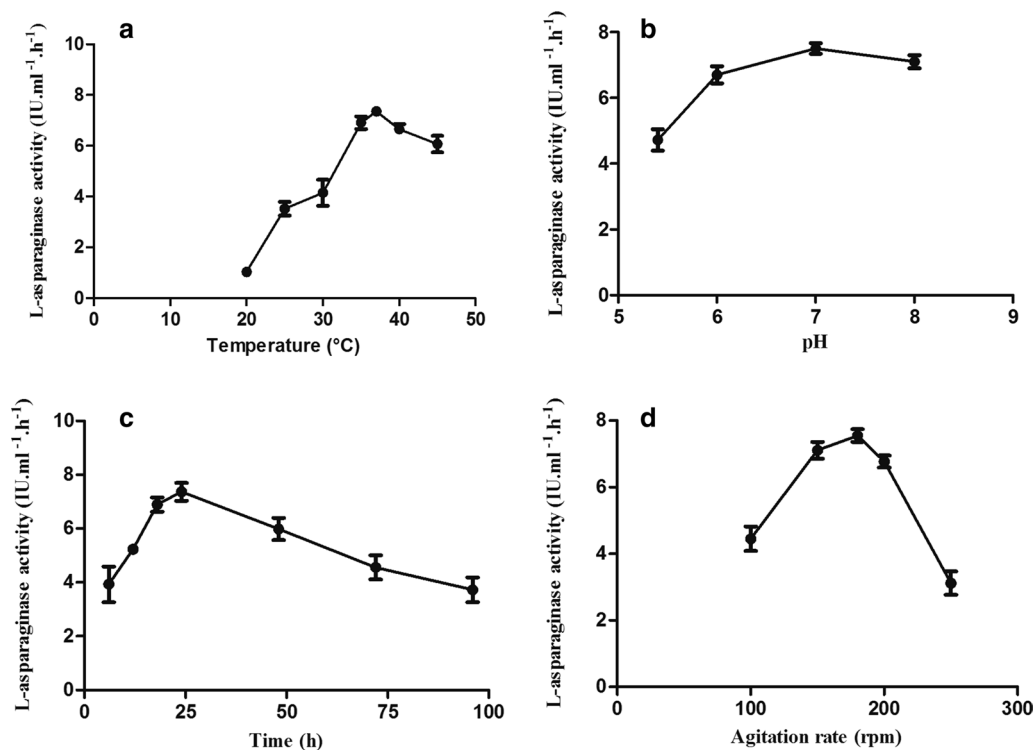 a
L-asparaginase activity (IU.ml⁻¹.h⁻¹)
10
8
6
4
2
0
0 10 20 30 40 50
Temperature (°C)
b
L-asparaginase activity (IU.ml⁻¹.h⁻¹)
8
6
4
2
0
5 6 7 8 9
pH
c
L-asparaginase activity (IU.ml⁻¹.h⁻¹)
10
8
6
4
2
0
0 25 50 75 100
Time (h)
d
L-asparaginase activity (IU.ml⁻¹.h⁻¹)
8
6
4
2
0
100 200 300
Agitation rate (rpm)